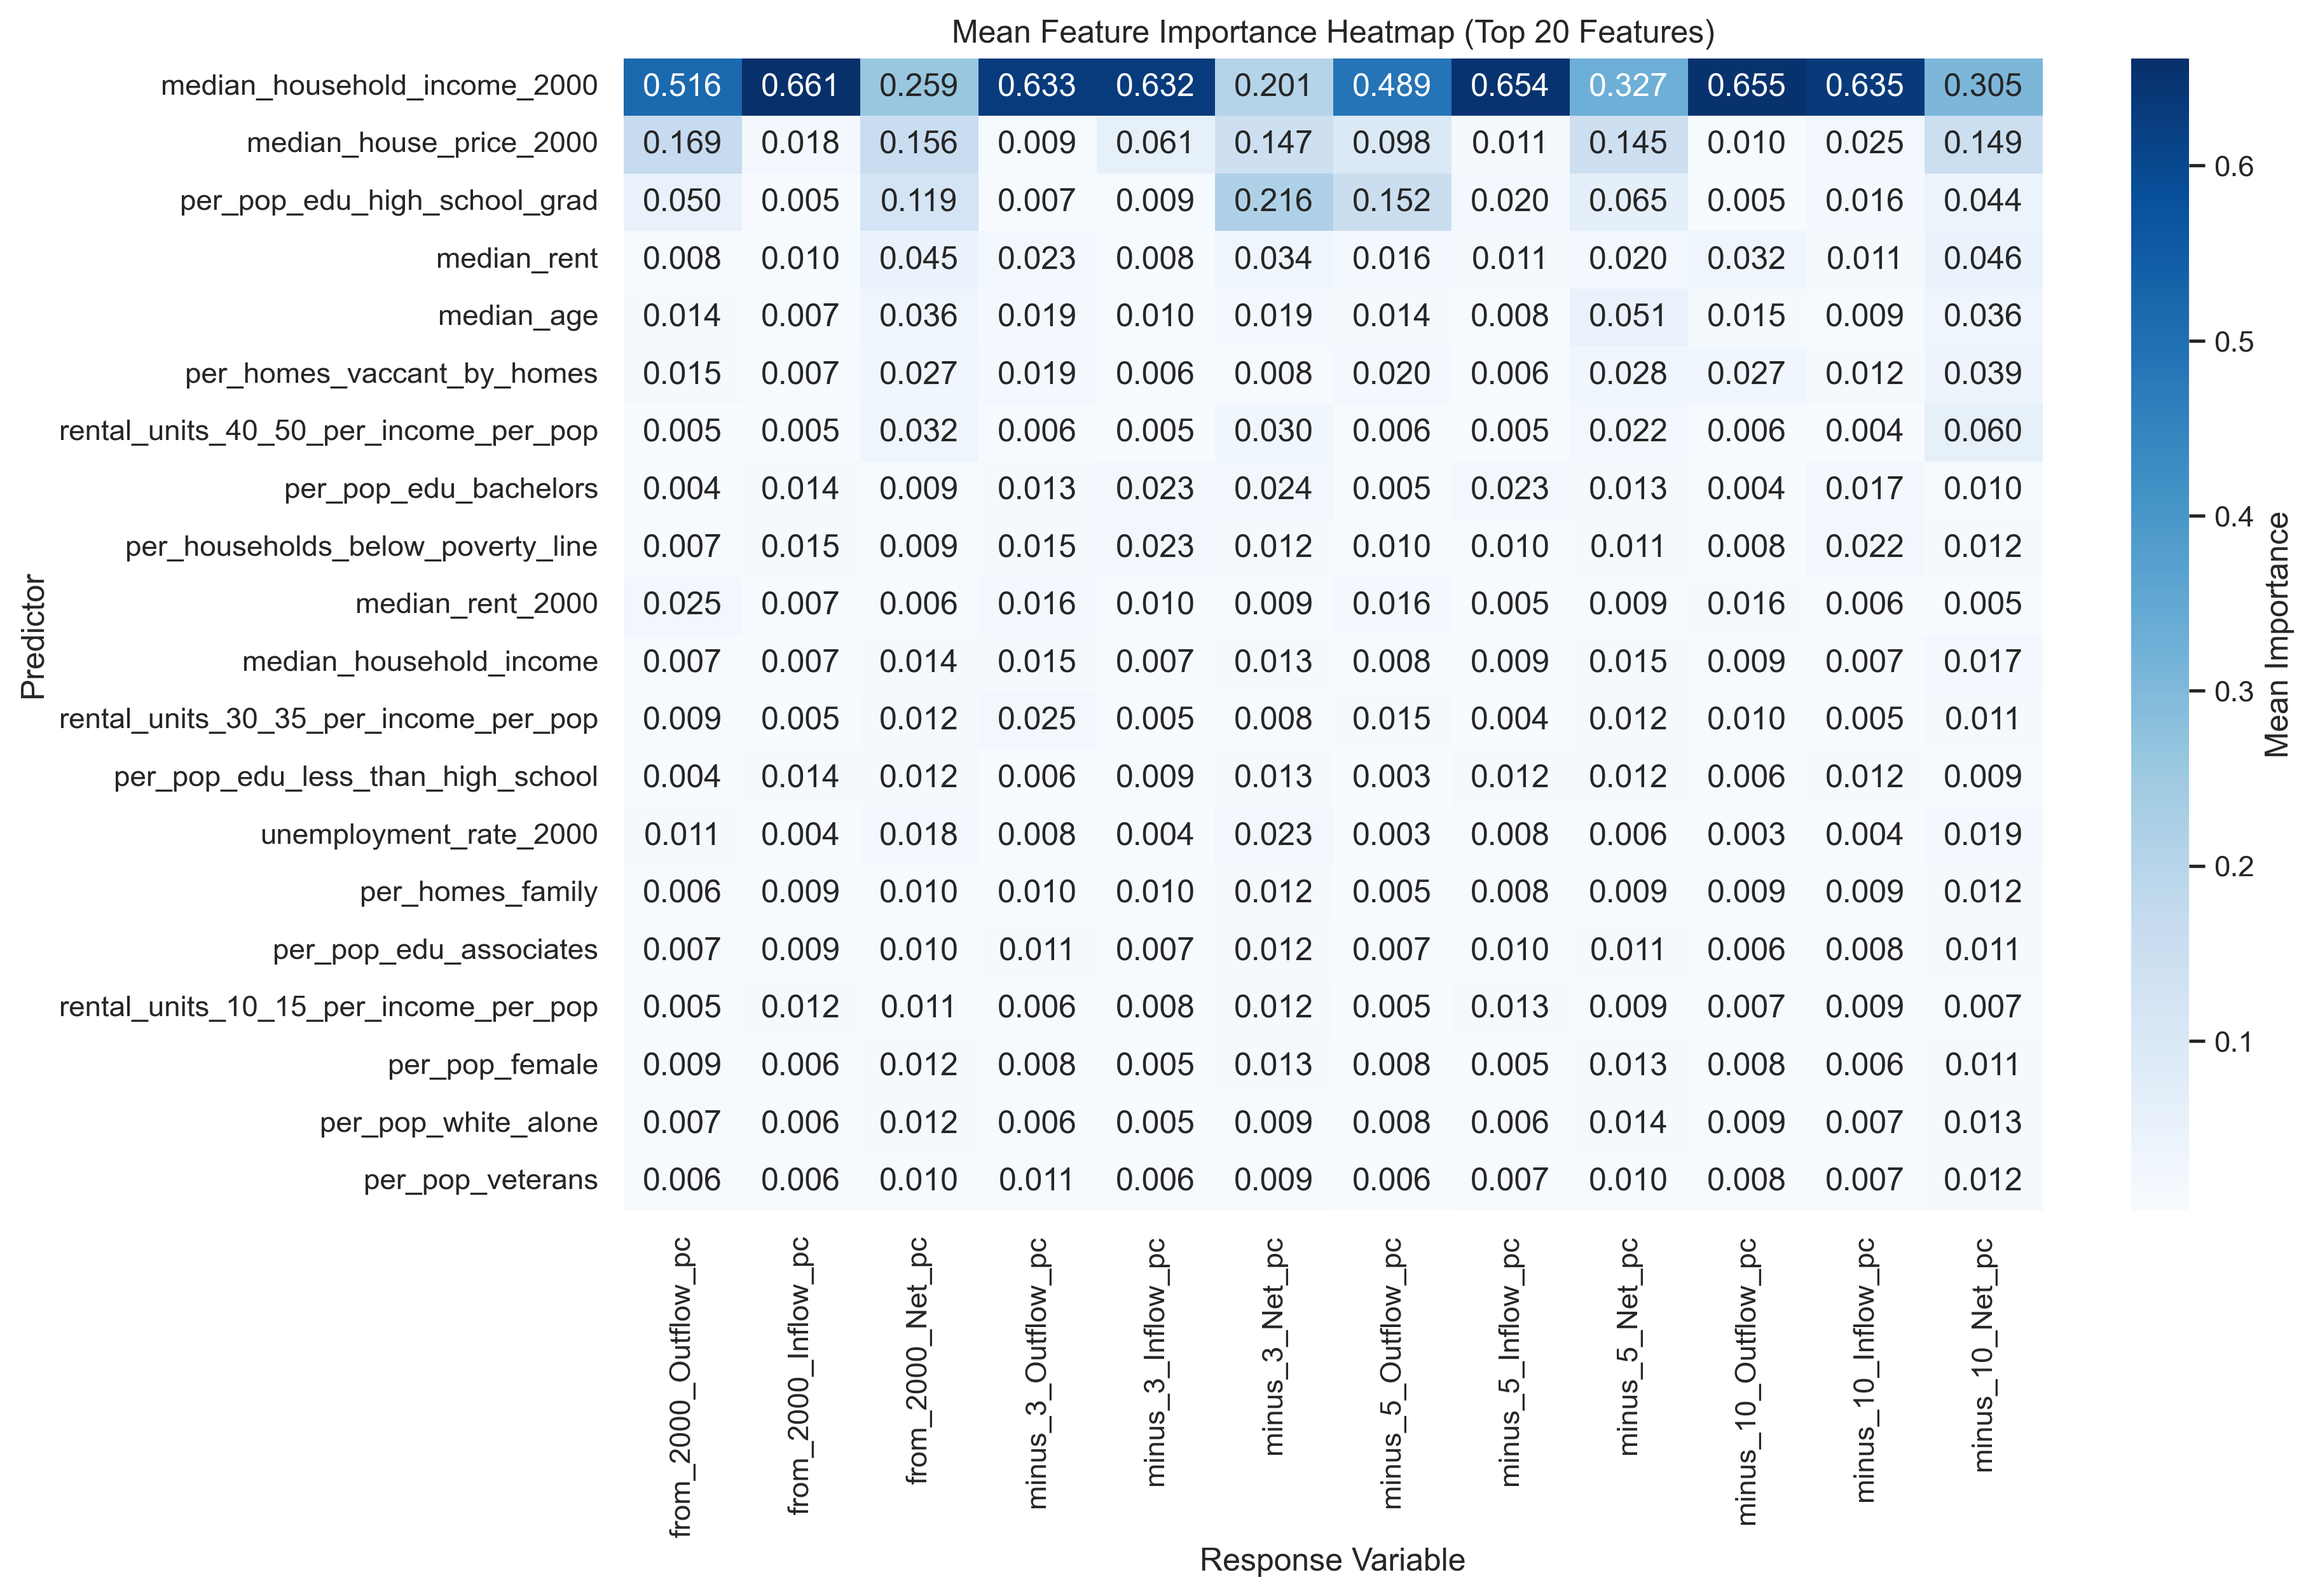 Mean Feature Importance Heatmap (Top 20 Features)
median_household_income_2000 0.516 0.661 0.259 0.633 0.632 0.201 0.489 0.654 0.327 0.655 0.635 0.305
median_house_price_2000 0.169 0.018 0.156 0.009 0.061 0.147 0.098 0.011 0.145 0.010 0.025 0.149
per_pop_edu_high_school_grad 0.050 0.005 0.119 0.007 0.009 0.216 0.152 0.020 0.065 0.005 0.016 0.044
median_rent 0.008 0.010 0.045 0.023 0.008 0.034 0.016 0.011 0.020 0.032 0.011 0.046
median_age 0.014 0.007 0.036 0.019 0.010 0.019 0.014 0.008 0.051 0.015 0.009 0.036
per_homes_vaccant_by_homes 0.015 0.007 0.027 0.019 0.006 0.008 0.020 0.006 0.028 0.027 0.012 0.039
rental_units_40_50_per_income_per_pop 0.005 0.005 0.032 0.006 0.005 0.030 0.006 0.005 0.022 0.006 0.004 0.060
per_pop_edu_bachelors 0.004 0.014 0.009 0.013 0.023 0.024 0.005 0.023 0.013 0.004 0.017 0.010
per_households_below_poverty_line 0.007 0.015 0.009 0.015 0.023 0.012 0.010 0.010 0.011 0.008 0.022 0.012
median_rent_2000 0.025 0.007 0.006 0.016 0.010 0.009 0.016 0.005 0.009 0.016 0.006 0.005
median_household_income 0.007 0.007 0.014 0.015 0.007 0.013 0.008 0.009 0.015 0.009 0.007 0.017
rental_units_30_35_per_income_per_pop 0.009 0.005 0.012 0.025 0.005 0.008 0.015 0.004 0.012 0.010 0.005 0.011
per_pop_edu_less_than_high_school 0.004 0.014 0.012 0.006 0.009 0.013 0.003 0.012 0.012 0.006 0.012 0.009
unemployment_rate_2000 0.011 0.004 0.018 0.008 0.004 0.023 0.003 0.008 0.006 0.003 0.004 0.019
per_homes_family 0.006 0.009 0.010 0.010 0.010 0.012 0.005 0.008 0.009 0.009 0.009 0.012
per_pop_edu_associates 0.007 0.009 0.010 0.011 0.007 0.012 0.007 0.010 0.011 0.006 0.008 0.011
rental_units_10_15_per_income_per_pop 0.005 0.012 0.011 0.006 0.008 0.012 0.005 0.013 0.009 0.007 0.009 0.007
per_pop_female 0.009 0.006 0.012 0.008 0.005 0.013 0.008 0.005 0.013 0.008 0.006 0.011
per_pop_white_alone 0.007 0.006 0.012 0.006 0.005 0.009 0.008 0.006 0.014 0.009 0.007 0.013
per_pop_veterans 0.006 0.006 0.010 0.011 0.006 0.009 0.006 0.007 0.010 0.008 0.007 0.012
Predictor
from_2000_Outflow_pc
from_2000_Inflow_pc
from_2000_Net_pc
minus_3_Outflow_pc
minus_3_Inflow_pc
minus_3_Net_pc
minus_5_Outflow_pc
minus_5_Inflow_pc
minus_5_Net_pc
minus_10_Outflow_pc
minus_10_Inflow_pc
minus_10_Net_pc
Response Variable
0.6
0.5
0.4
0.3
0.2
0.1
Mean Importance